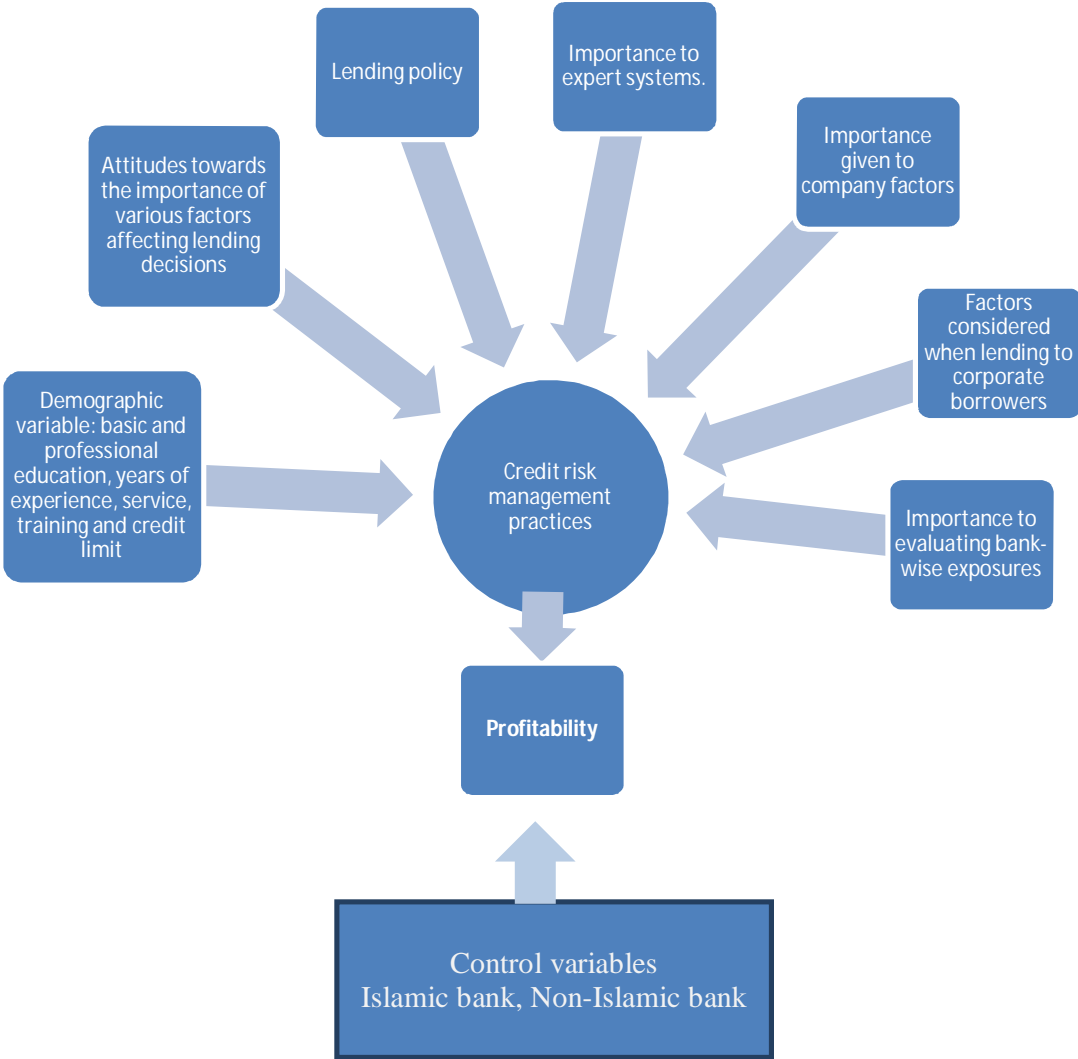 Lending policy
Importance to
expert systems.
Importance
given to
company factors
Attitudes towards
the importance of
various factors
affecting lending
decisions
Factors
considered
when lending to
corporate
borrowers
Demographic
variable: basic and
professional
education, years of
experience, service,
training and credit
limit
Credit risk
management
practices
Importance to
evaluating bank-
wise exposures
Profitability
Control variables
Islamic bank, Non-Islamic bank